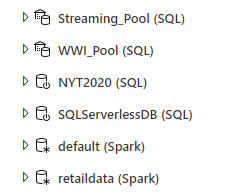 Streaming_Pool (SQL)
WWI_Pool (SQL)
NYT2020 (SQL)
SQLServerlessDB (SQL)
default (Spark)
retaildata (Spark)